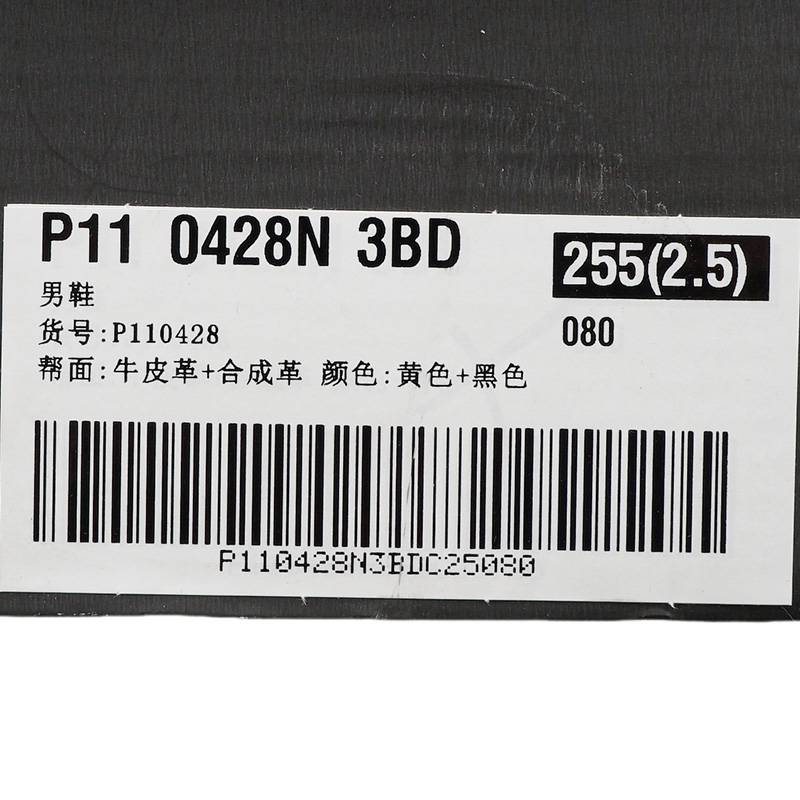 P11 0428N 3BD
255(2.5)
男鞋
080
货号:P110428
帮面:牛皮革+合成革 颜色:黄色+黑色
P110428N3BDC25080